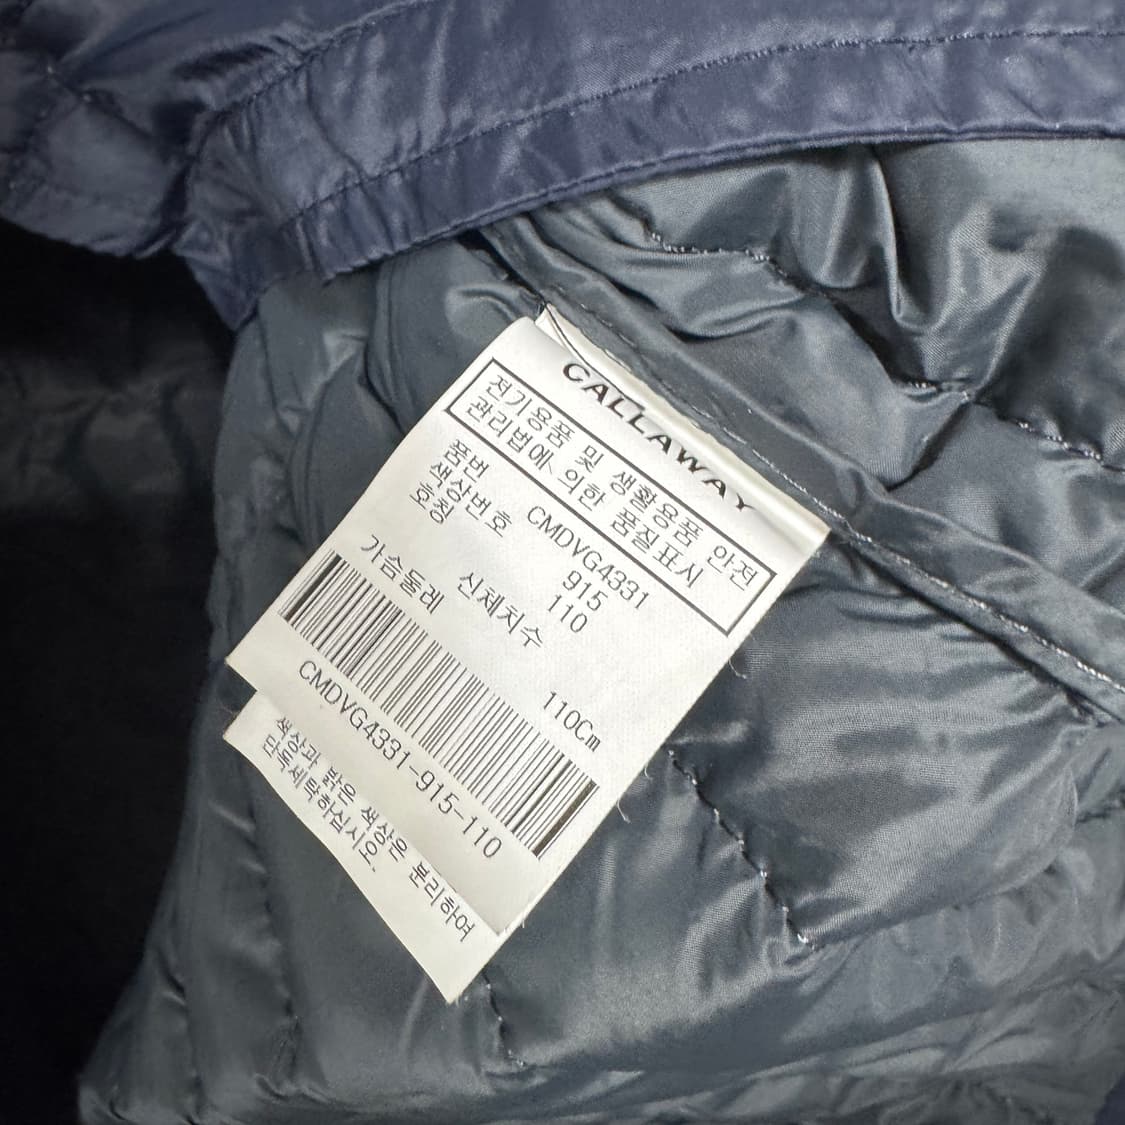 CALLAWAY
전기용품 및 생활용품 안전
관리법에 의한 품질표시
품번 CMDVG4331
색상번호 915
호칭 110
신체치수
가슴둘레 110Cm
CMDVG4331-915-110
색상과 밝은 색상은 분리하여
단독세탁하십시오.